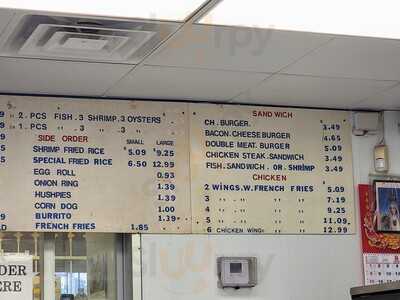 9 2 PCS FISH. 3 SHRIMP. 3 OYSTERS
9 1 PCS. " . 3 " . 3 "
SIDE ORDER SMALL LARGE
SHRIMP FRIED RICE 5.09 9.25
SPECIAL FRIED RICE 6.50 12.99
EGG ROLL 0.93
ONION RING 1.39
HUSHPIES 1.39
CORN DOG 1.00
BURRITO 1.39
FRENCH FRIES 1.85
SAND WICH
CH. BURGER. 3.49
BACON. CHEESE BURGER 4.65
DOUBLE MEAT. BURGER 5.09
CHICKEN STEAK. SANDWICH 3.49
FISH. SANDWICH. OR. SHRIMP 3.49
CHICKEN
2 WINGS. W. FRENCH FRIES 5.09
3 " . " . " " 7.19
4 " . " . " " 9.25
5 " . " . " " 11.09
6 CHICKEN WING 12.99
DER
ERE